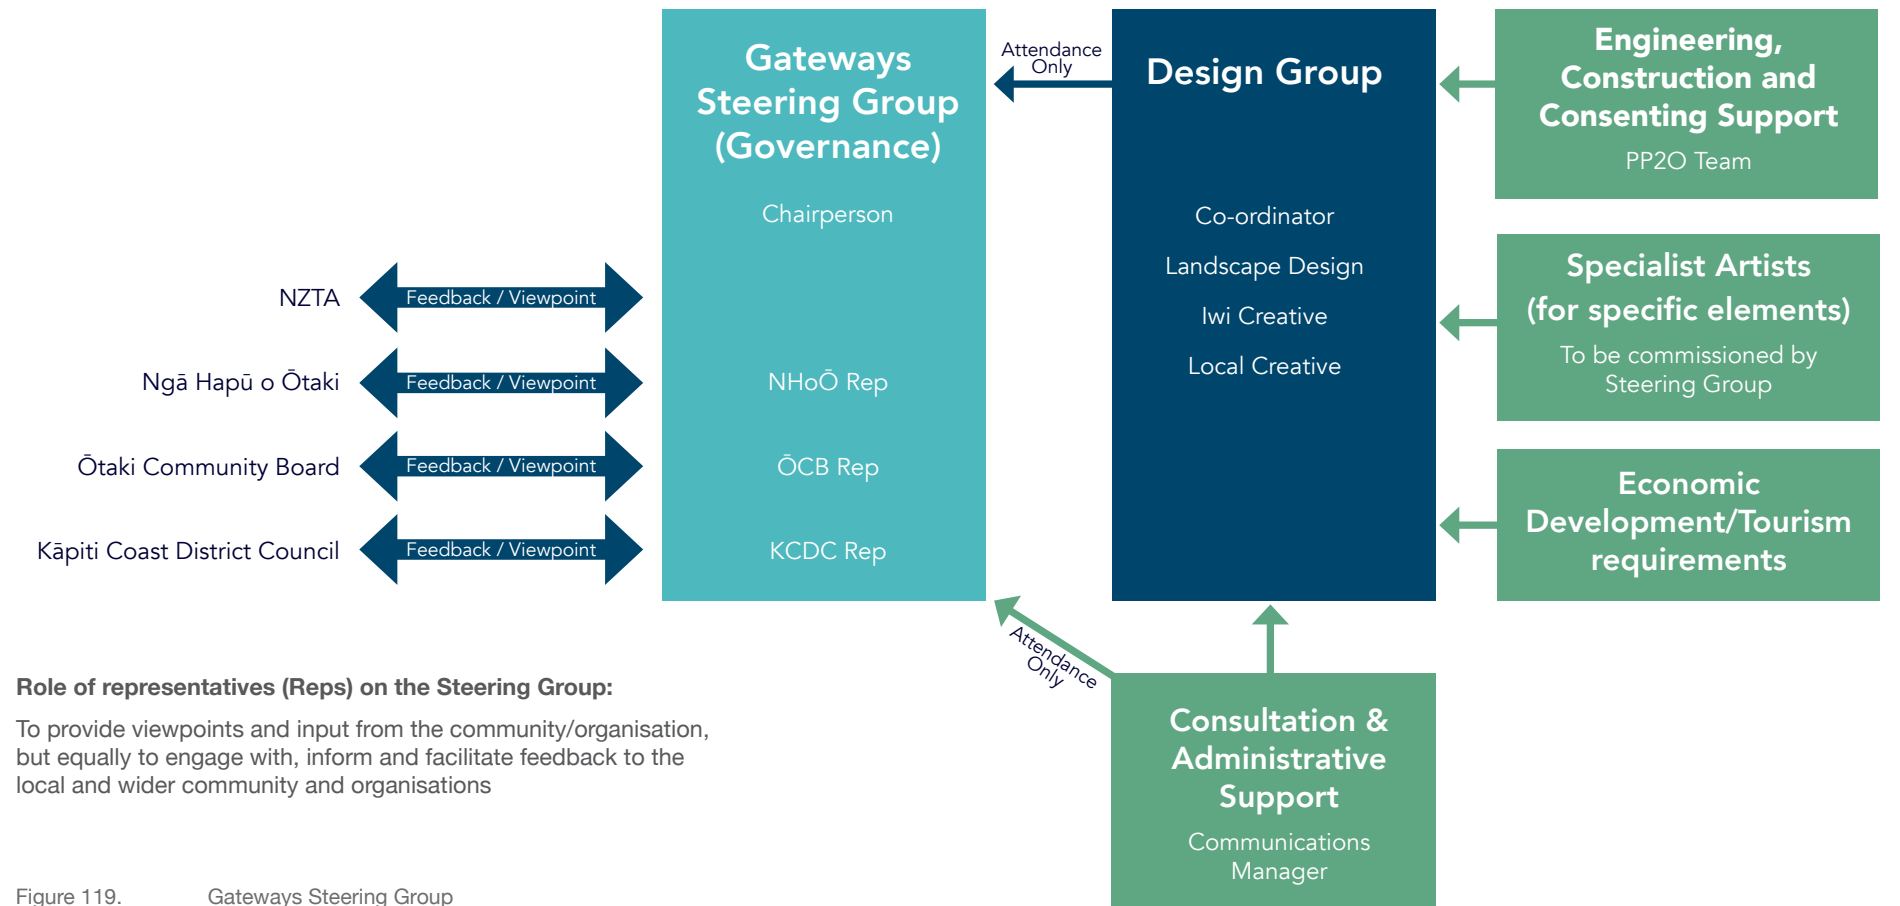 Gateways
Steering Group
(Governance)
Chairperson
NHoŌ Rep
ŌCB Rep
KCDC Rep
Attendance
Only
Design Group
Co-ordinator
Landscape Design
Iwi Creative
Local Creative
Engineering,
Construction and
Consenting Support
PP2O Team
Specialist Artists
(for specific elements)
To be commissioned by
Steering Group
Economic
Development/Tourism
requirements
NZTA
Feedback / Viewpoint
Ngā Hapū o Ōtaki
Feedback / Viewpoint
Ōtaki Community Board
Feedback / Viewpoint
Kāpiti Coast District Council
Feedback / Viewpoint
Attendance
Only
Consultation &
Administrative
Support
Communications
Manager
Role of representatives (Reps) on the Steering Group:
To provide viewpoints and input from the community/organisation,
but equally to engage with, inform and facilitate feedback to the
local and wider community and organisations
Figure 119. Gateways Steering Group